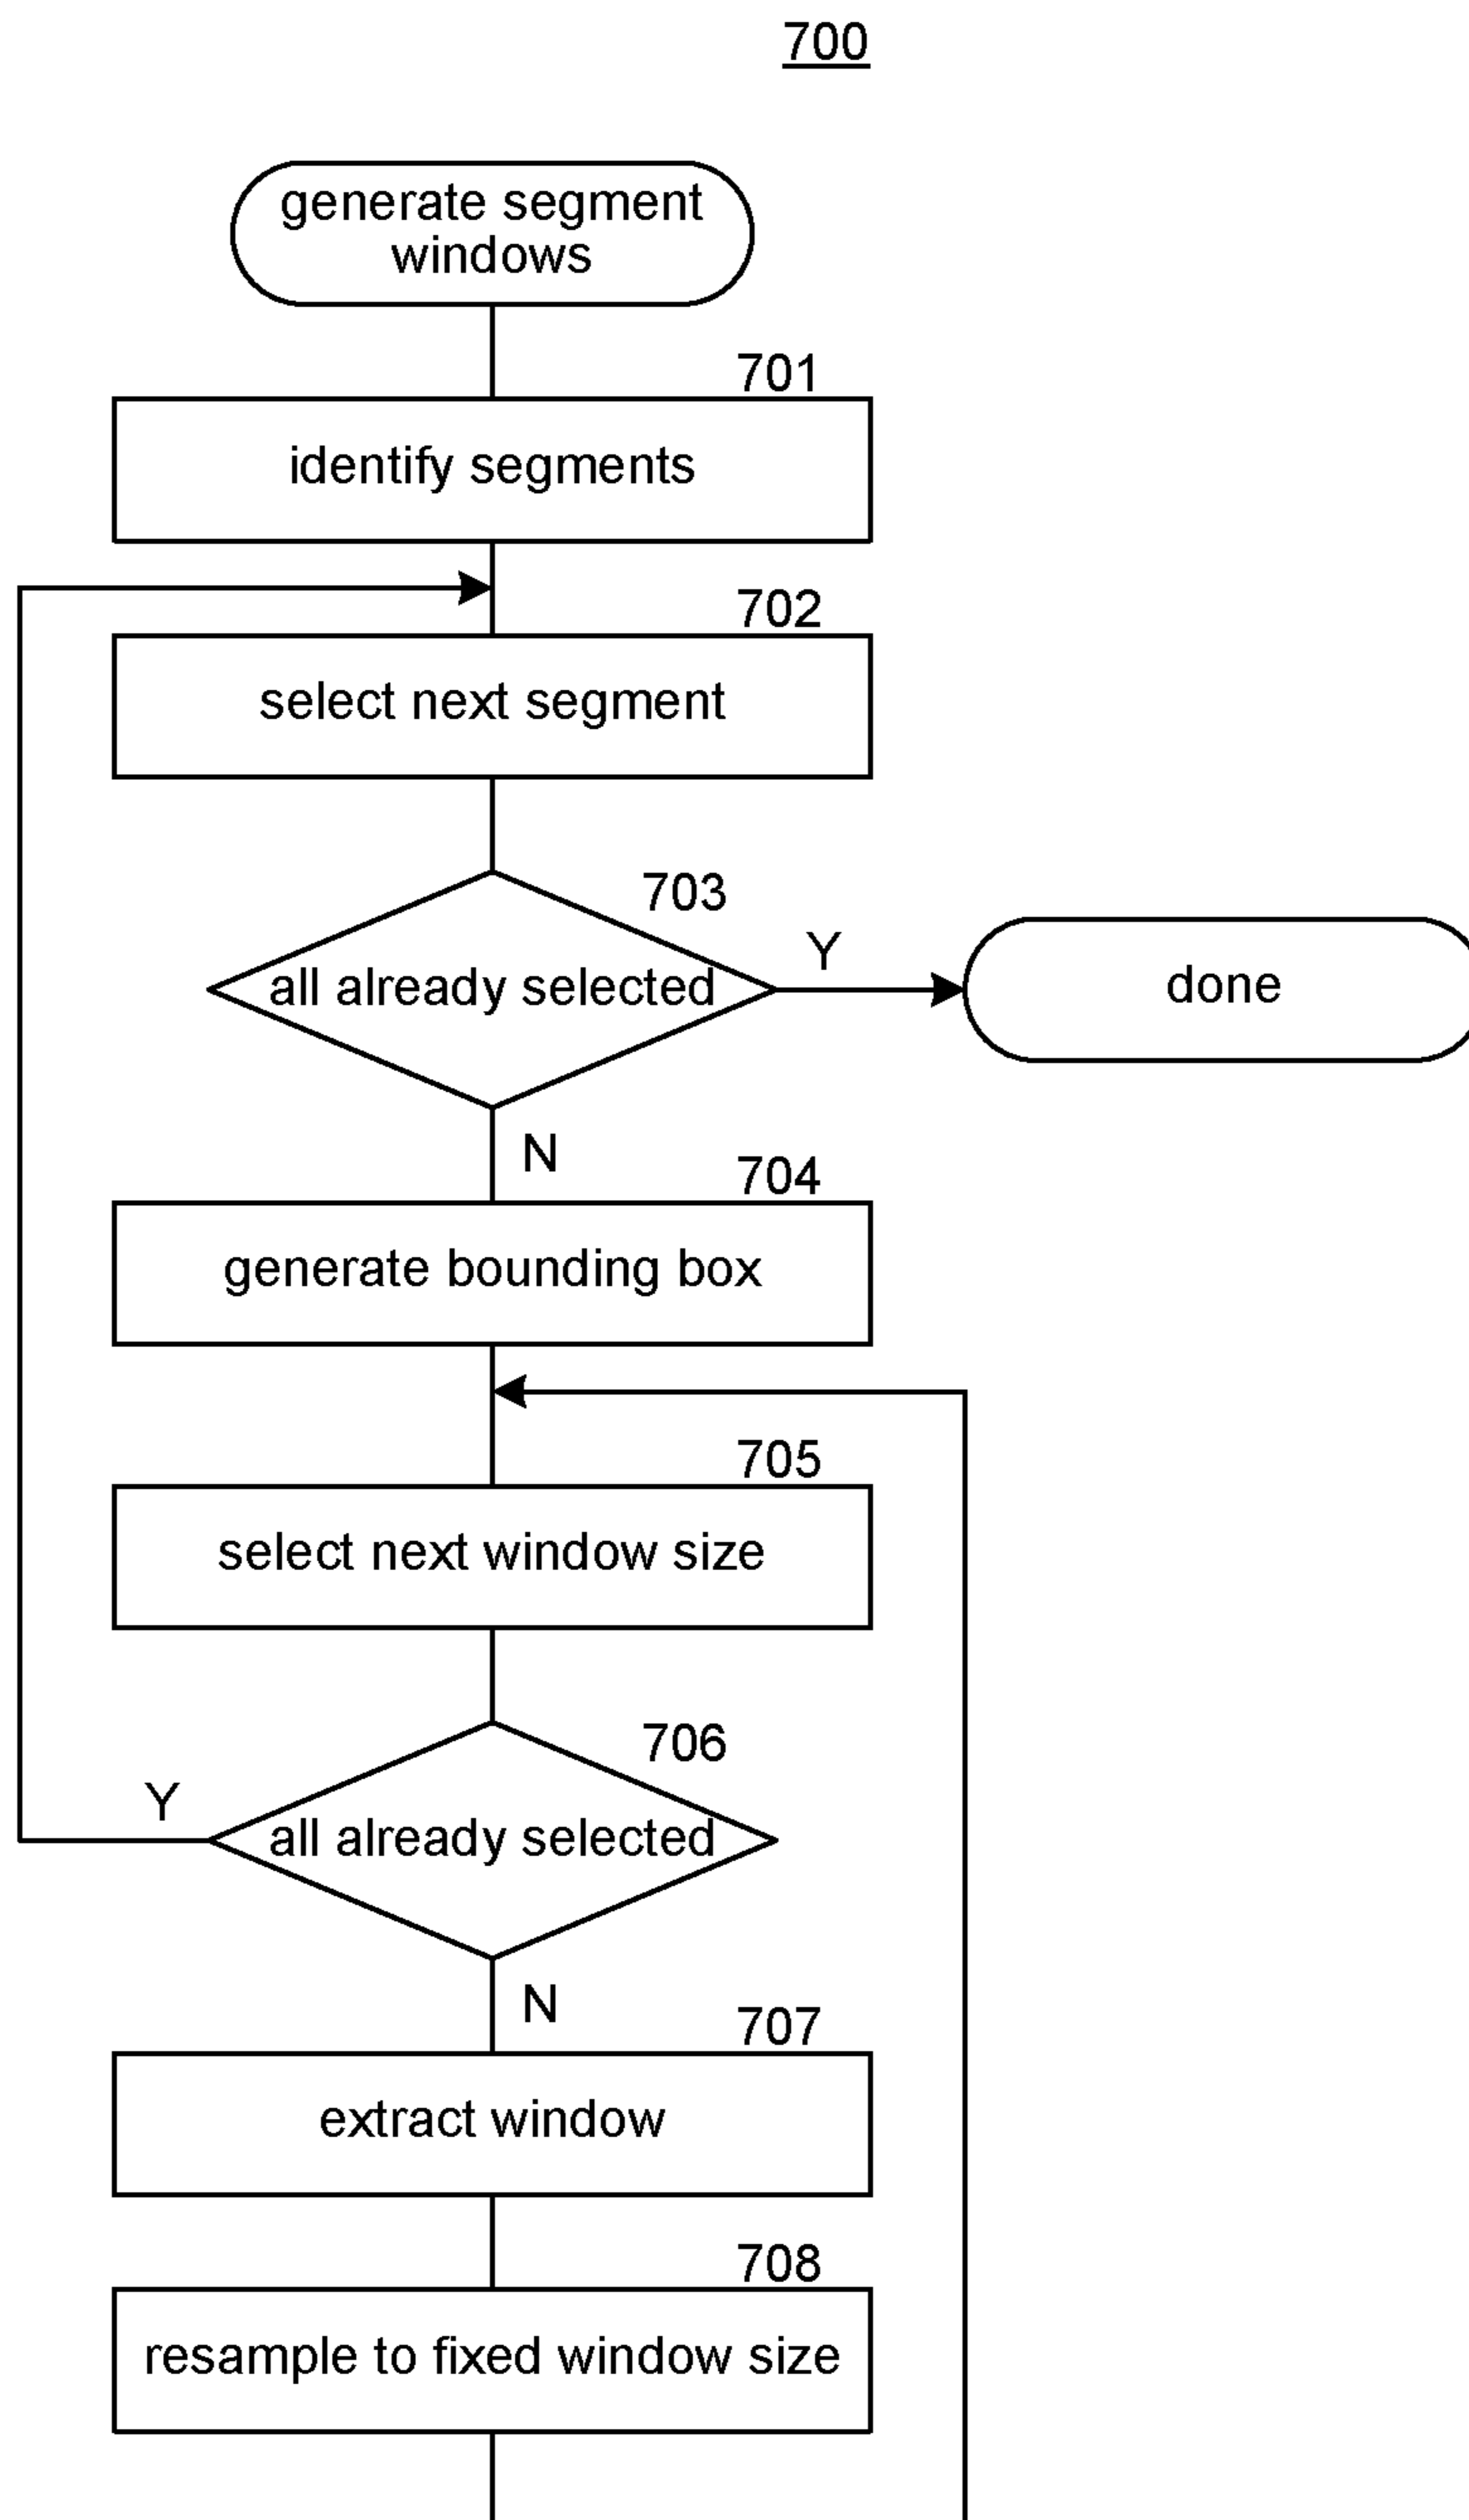 700
generate segment
windows
701
identify segments
702
select next segment
703
all already selected
Y
done
N
704
generate bounding box
705
select next window size
706
Y
all already selected
N
707
extract window
708
resample to fixed window size